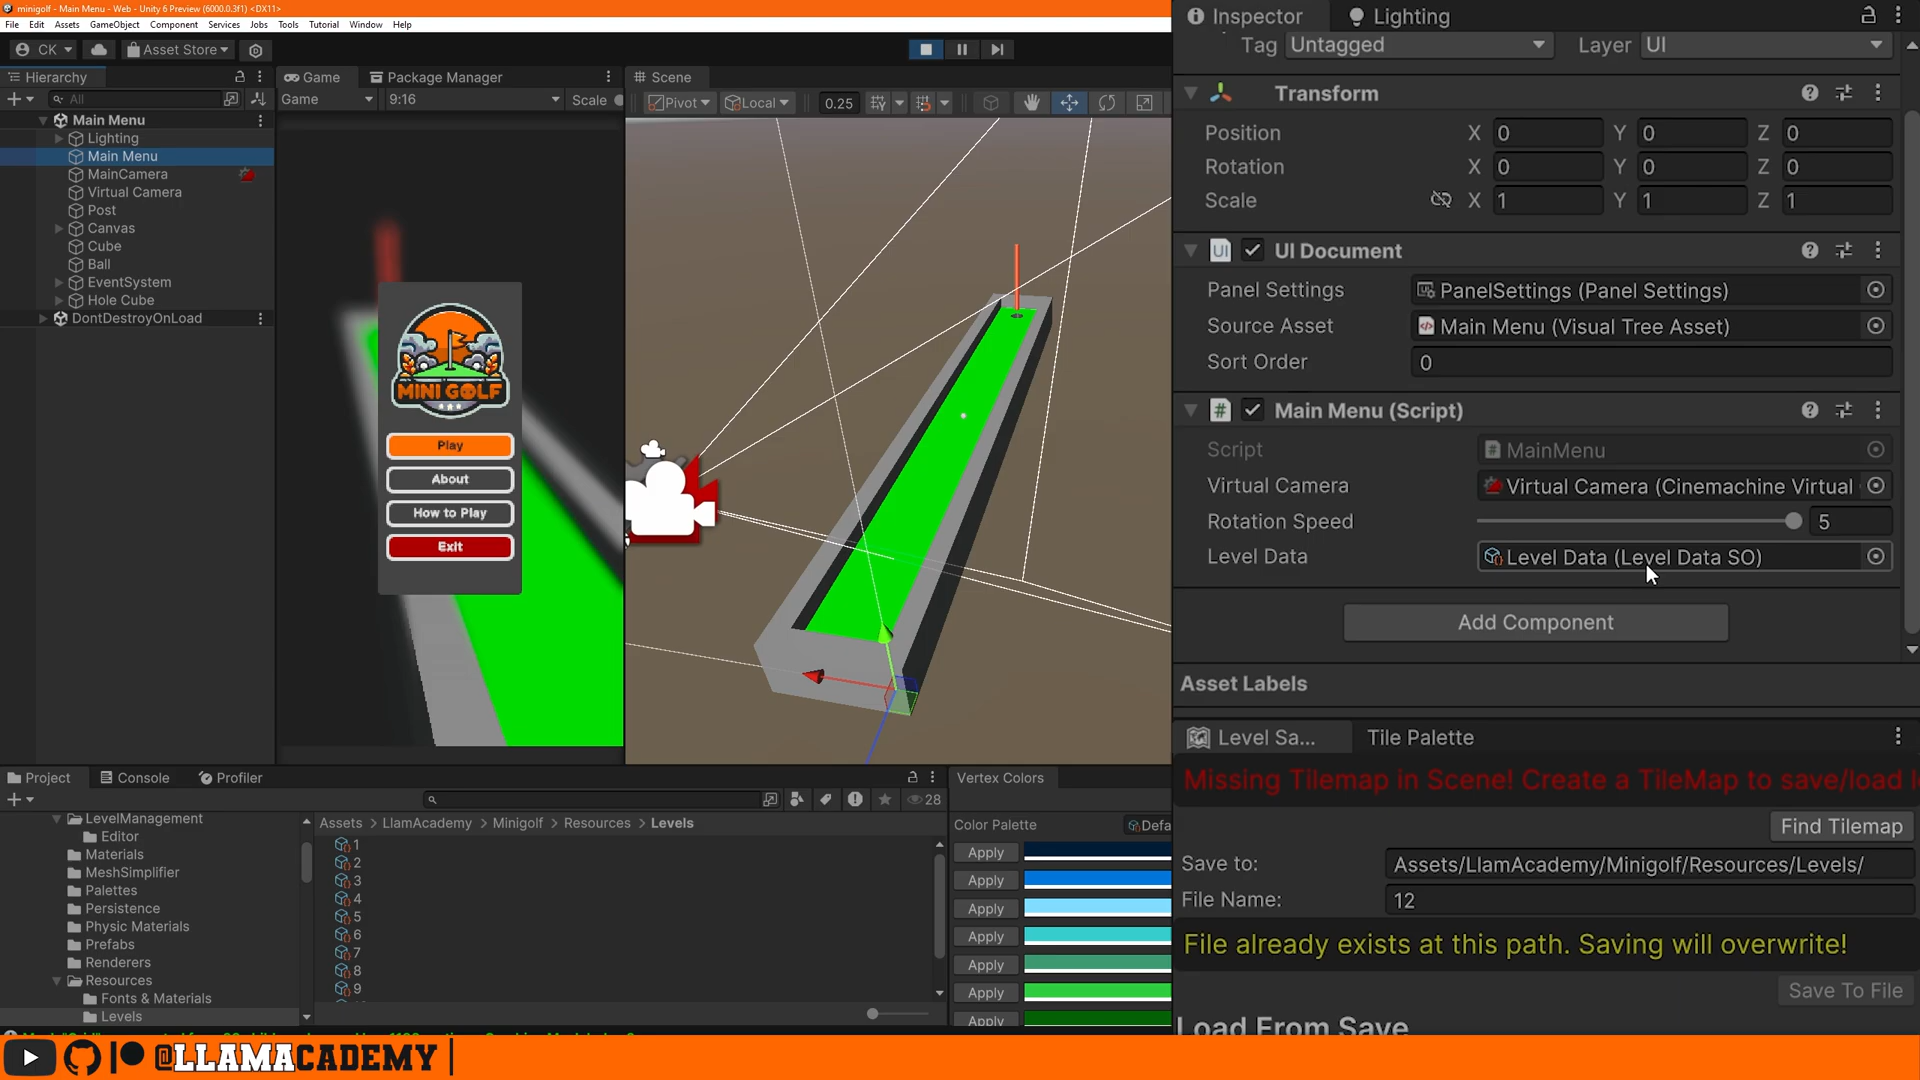 minigolf - Main Menu - Web - Unity 6 Preview (6000.0.3f1) <DX11>
File Edit Assets GameObject Component Services Jobs Tools Tutorial Window Help
CK Asset Store
Hierarchy
All
Main Menu
Lighting
Main Menu
MainCamera
Virtual Camera
Post
Canvas
Cube
Ball
EventSystem
Hole Cube
DontDestroyOnLoad
Game Package Manager
Game 9:16 Scale
MINI GOLF
Play
About
How to Play
Exit
Scene
Pivot Local 0.25
Inspector Lighting
Tag Untagged Layer UI
Transform
Position X 0 Y 0 Z 0
Rotation X 0 Y 0 Z 0
Scale X 1 Y 1 Z 1
UI Document
Panel Settings PanelSettings (Panel Settings)
Source Asset Main Menu (Visual Tree Asset)
Sort Order 0
Main Menu (Script)
Script MainMenu
Virtual Camera Virtual Camera (Cinemachine Virtual
Rotation Speed 5
Level Data Level Data (Level Data SO)
Add Component
Asset Labels
Level Sa... Tile Palette
Missing Tilemap in Scene! Create a TileMap to save/load l
Find Tilemap
Save to: Assets/LlamAcademy/Minigolf/Resources/Levels/
File Name: 12
File already exists at this path. Saving will overwrite!
Save To File
Load From Save
Project Console Profiler
28
LevelManagement
Editor
Materials
MeshSimplifier
Palettes
Persistence
Physic Materials
Prefabs
Renderers
Resources
Fonts & Materials
Levels
Assets > LlamAcademy > Minigolf > Resources > Levels
1
2
3
4
5
6
7
8
9
Vertex Colors
Color Palette Defa
Apply
Apply
Apply
Apply
Apply
Apply
Apply
@LLAMACADEMY